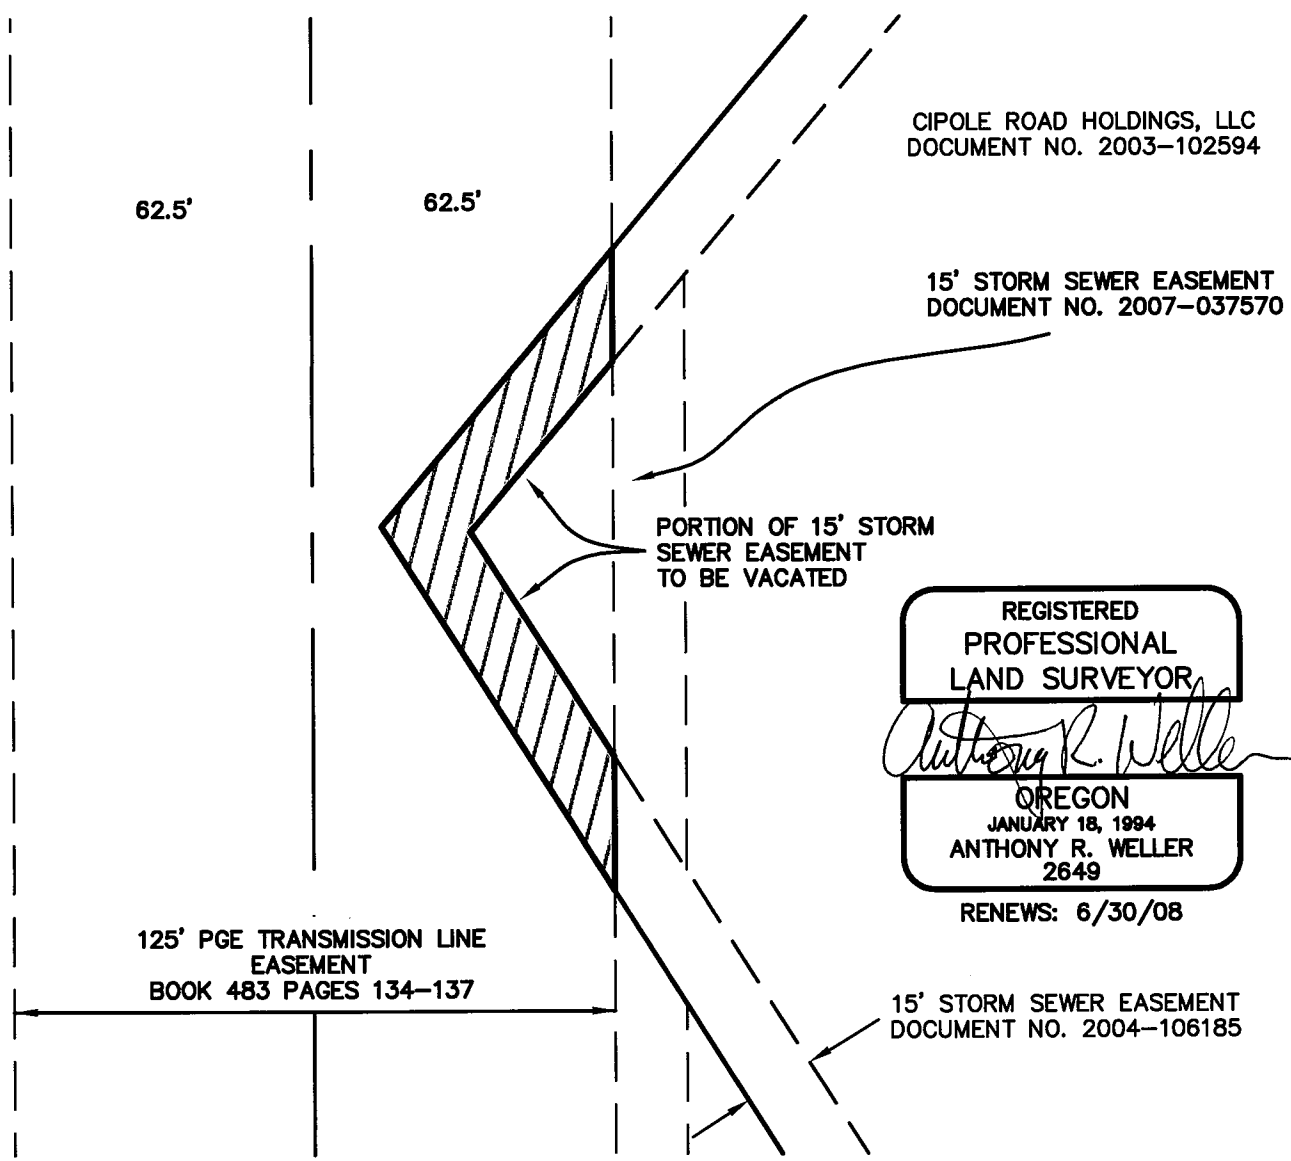 CIPOLE ROAD HOLDINGS, LLC
DOCUMENT NO. 2003-102594
62.5'
62.5'
15' STORM SEWER EASEMENT
DOCUMENT NO. 2007-037570
PORTION OF 15' STORM
SEWER EASEMENT
TO BE VACATED
REGISTERED
PROFESSIONAL
LAND SURVEYOR
Anthony R. Weller
OREGON
JANUARY 18, 1994
ANTHONY R. WELLER
2649
RENEWS: 6/30/08
125' PGE TRANSMISSION LINE
EASEMENT
BOOK 483 PAGES 134-137
15' STORM SEWER EASEMENT
DOCUMENT NO. 2004-106185